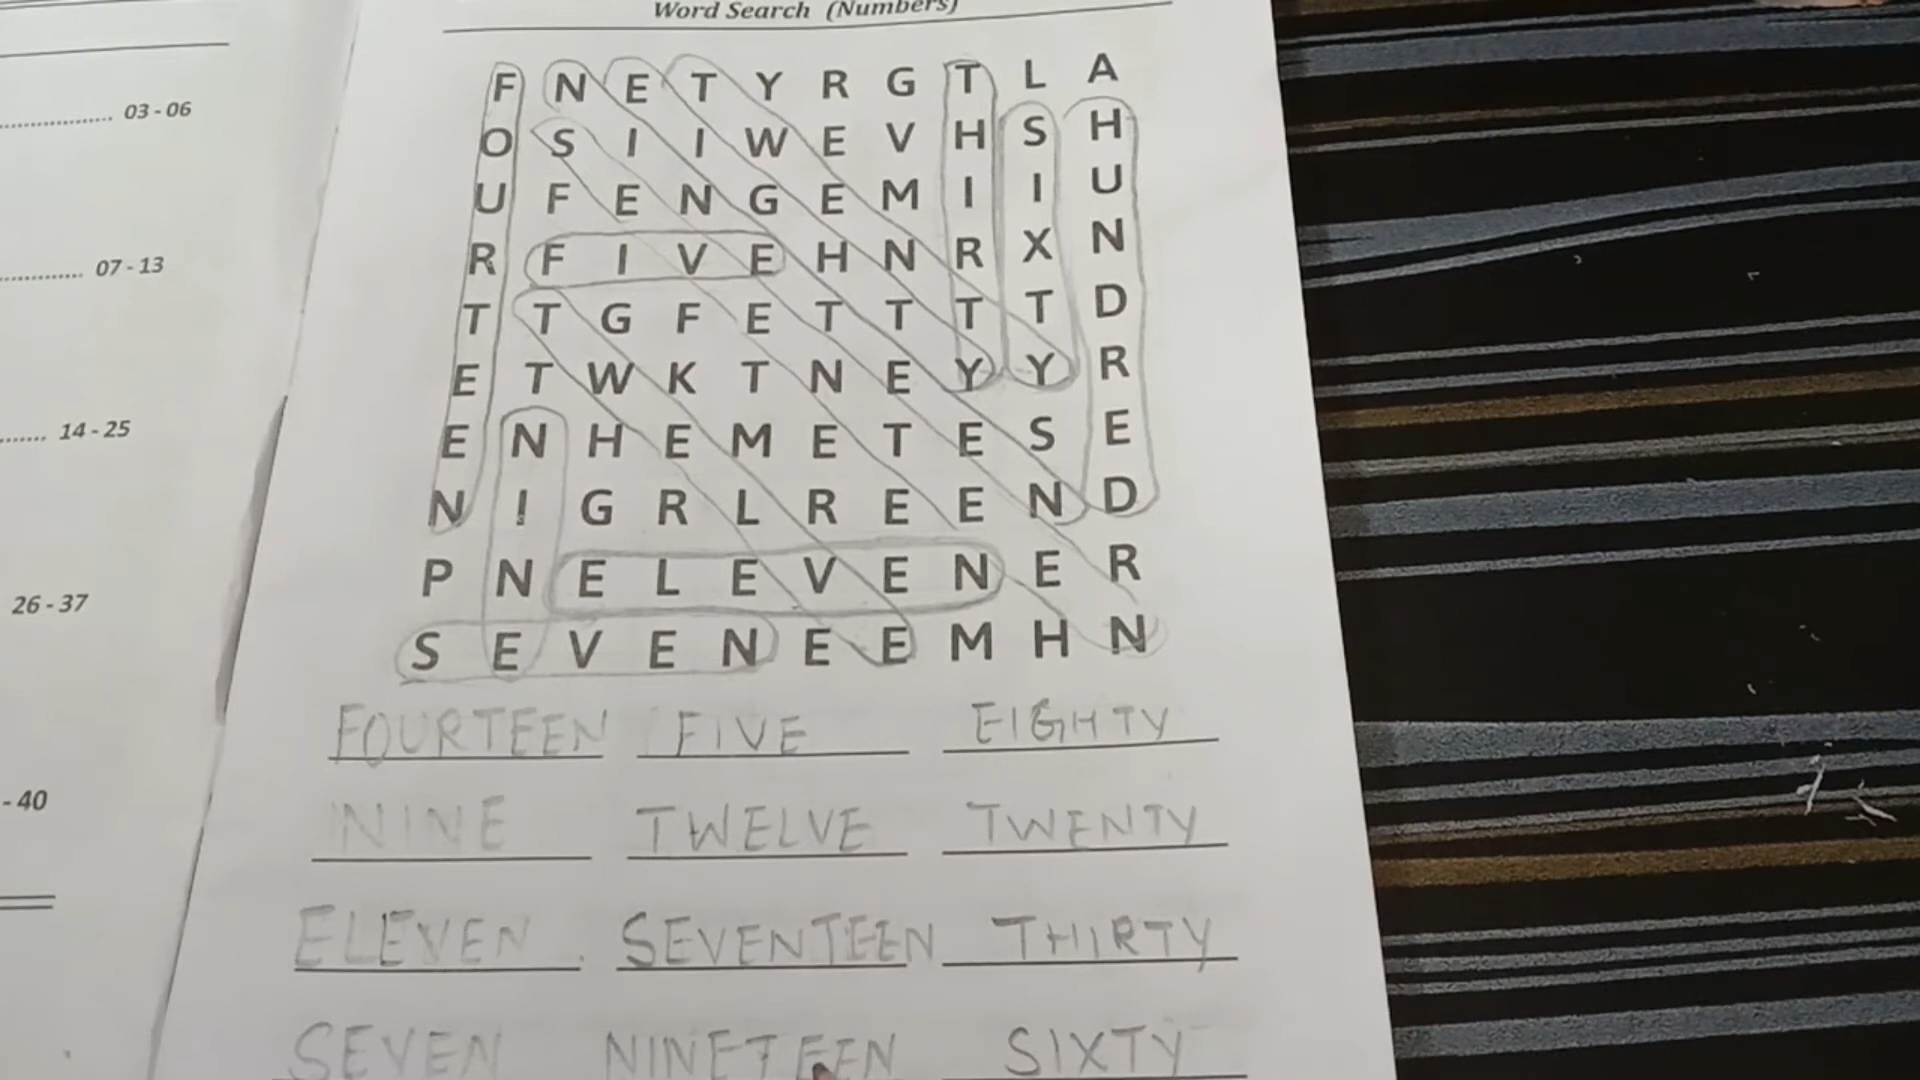 Word Search (Numbers)
03 - 06
07 - 13
14 - 25
26 - 37
- 40
F N E T Y R G T L A
O S I I W E V H S H
U F E N G E M I I U
R F I V E H N R X N
T T G F E T T T T D
E T W K T N E Y Y R
E N H E M E T E S E
N I G R L R E E N D
P N E L E V E N E R
S E V E N E E M H N
FOURTEEN FIVE EIGHTY
NINE TWELVE TWENTY
ELEVEN SEVENTEEN THIRTY
SEVEN NINETEEN SIXTY